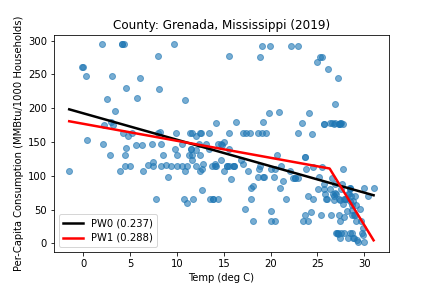 County: Grenada, Mississippi (2019)
Per-Capita Consumption (MMBtu/1000 Households)
300
250
200
150
100
50
0
PW0 (0.237)
PW1 (0.288)
0 5 10 15 20 25 30
Temp (deg C)